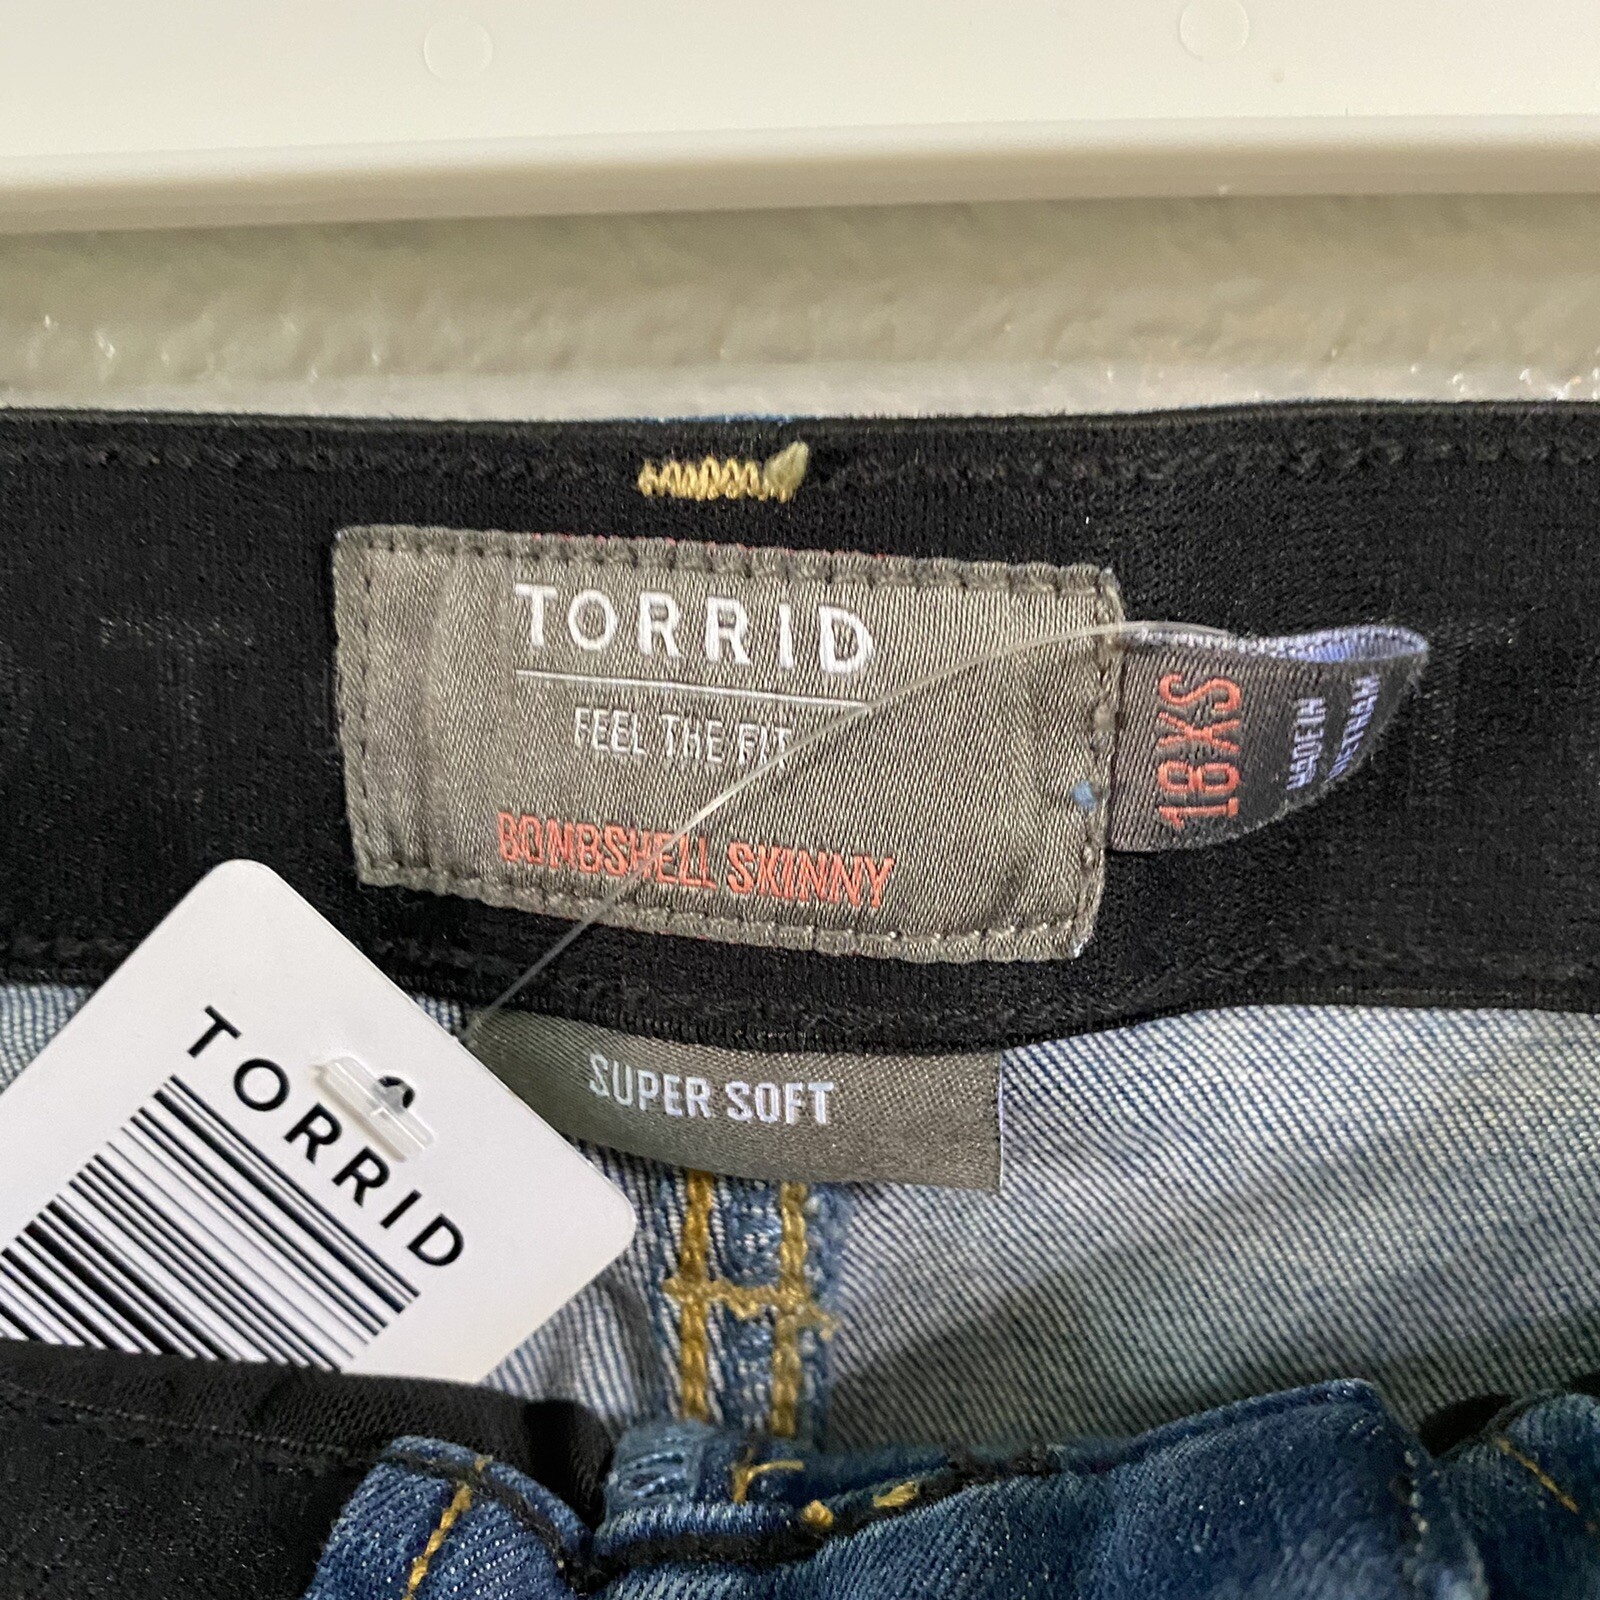 TORRID
FEEL THE FIT
BOMBSHELL SKINNY
18XS
MADE IN
VIETNAM
SUPER SOFT
TORRID